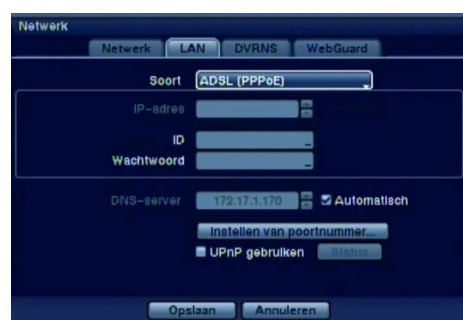 Netwerk
Netwerk LAN DVRNS WebGuard
Soort ADSL (PPPoE)
IP-adres
ID
Wachtwoord
DNS-server 172.17.1.170 Automatisch
Instellen van poortnummer...
UPnP gebruiken Status
Opslaan Annuleren